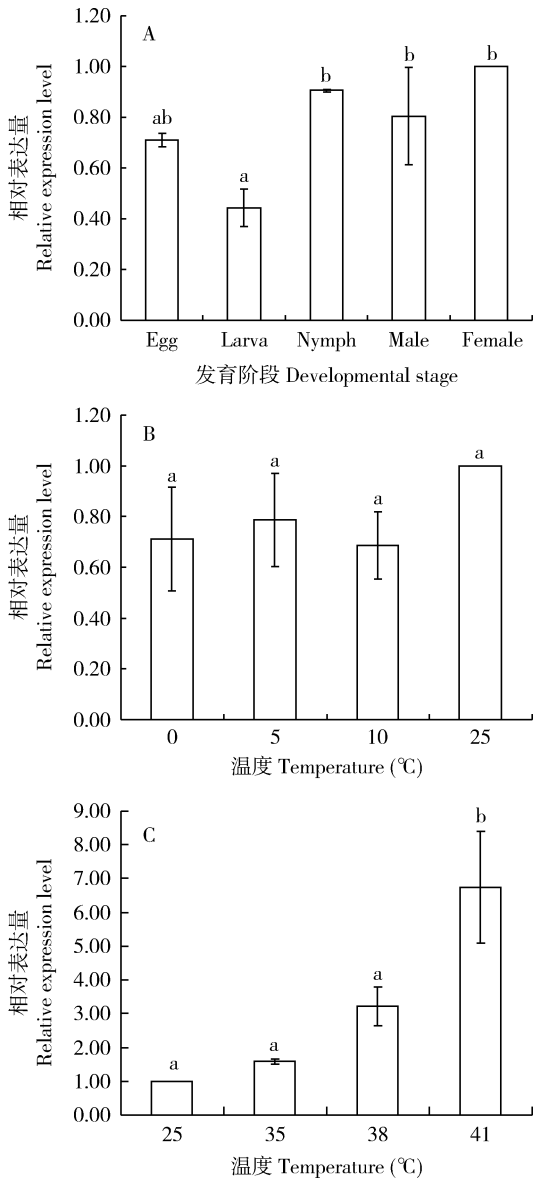 A
1.20
1.00
0.80
0.60
0.40
0.20
0.00
相对表达量
Relative expression level
ab
a
b
b
b
Egg Larva Nymph Male Female
发育阶段 Developmental stage
B
1.20
1.00
0.80
0.60
0.40
0.20
0.00
相对表达量
Relative expression level
a
a
a
a
0 5 10 25
温度 Temperature (℃)
C
9.00
8.00
7.00
6.00
5.00
4.00
3.00
2.00
1.00
0.00
相对表达量
Relative expression level
a
a
a
b
25 35 38 41
温度 Temperature (℃)